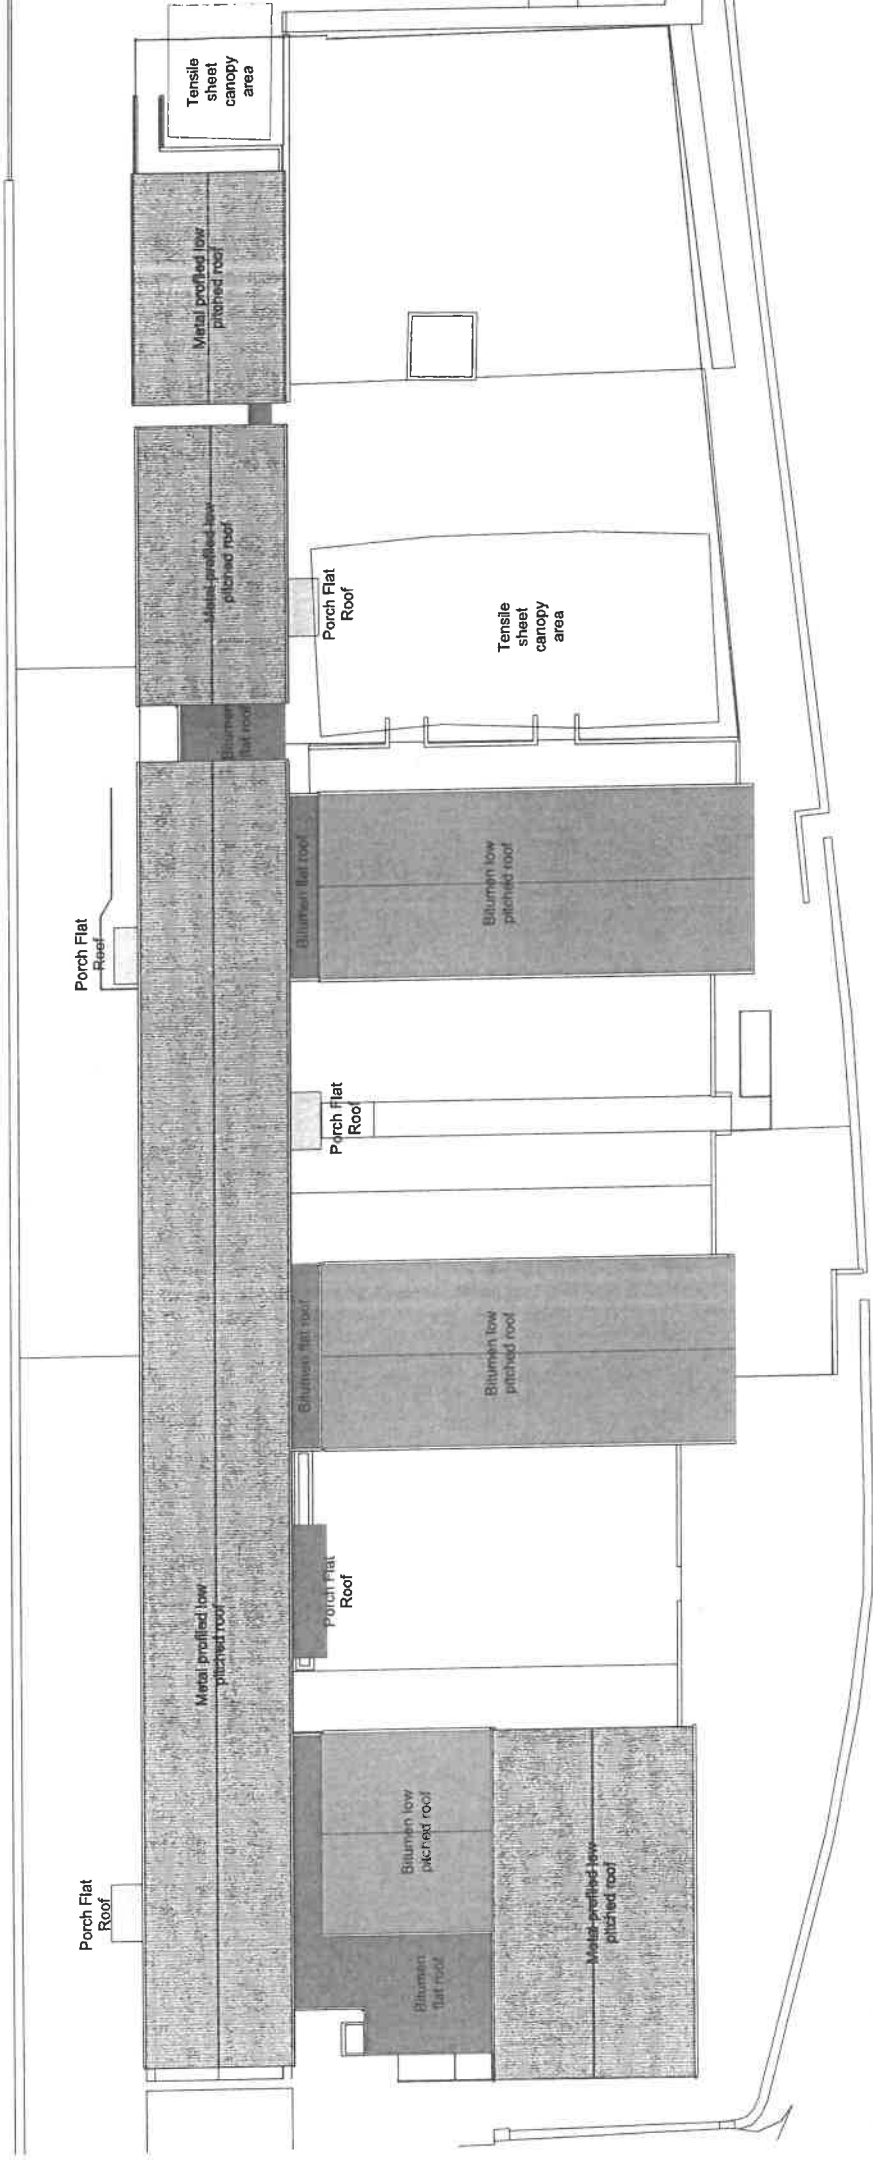 Tensile
sheet
canopy
area
Metal profiled low
pitched roof
Metal profiled low
pitched roof
Porch Flat
Roof
Tensile
sheet
canopy
area
Bitumen
flat roof
Porch Flat
Roof
Bitumen flat roof
Bitumen low
pitched roof
Porch Flat
Roof
Bitumen flat roof
Bitumen low
pitched roof
Metal profiled low
pitched roof
Porch Flat
Roof
Porch Flat
Roof
Bitumen low
pitched roof
Metal profiled low
pitched roof
Bitumen
flat roof